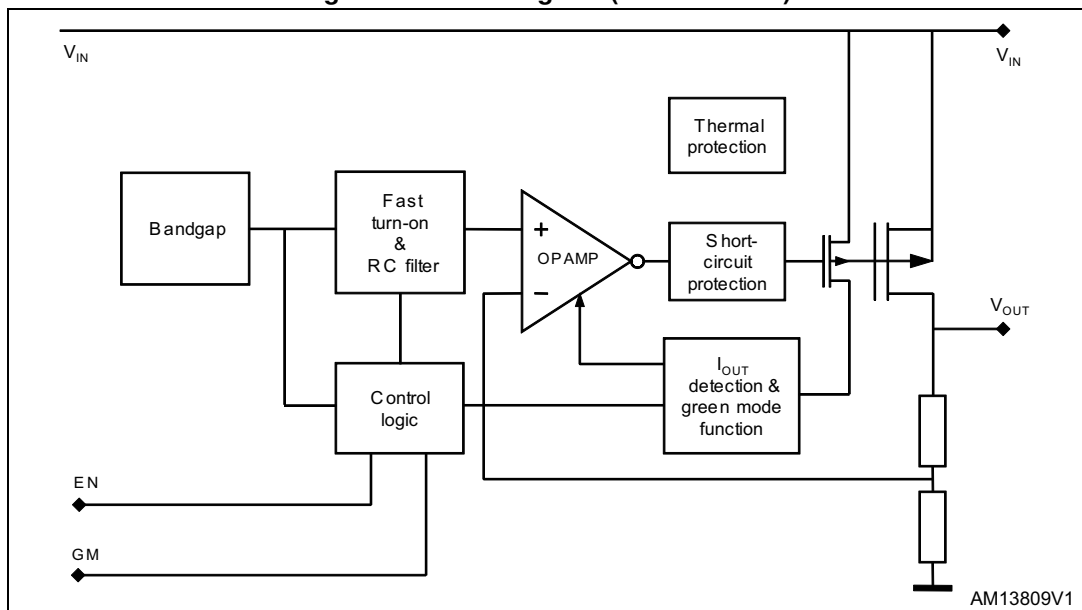 V_IN
V_IN
Thermal
protection
Bandgap
Fast
turn-on
&
RC filter
+
OPAMP
−
Short-
circuit
protection
V_OUT
I_OUT
detection &
green mode
function
Control
logic
EN
GM
AM13809V1